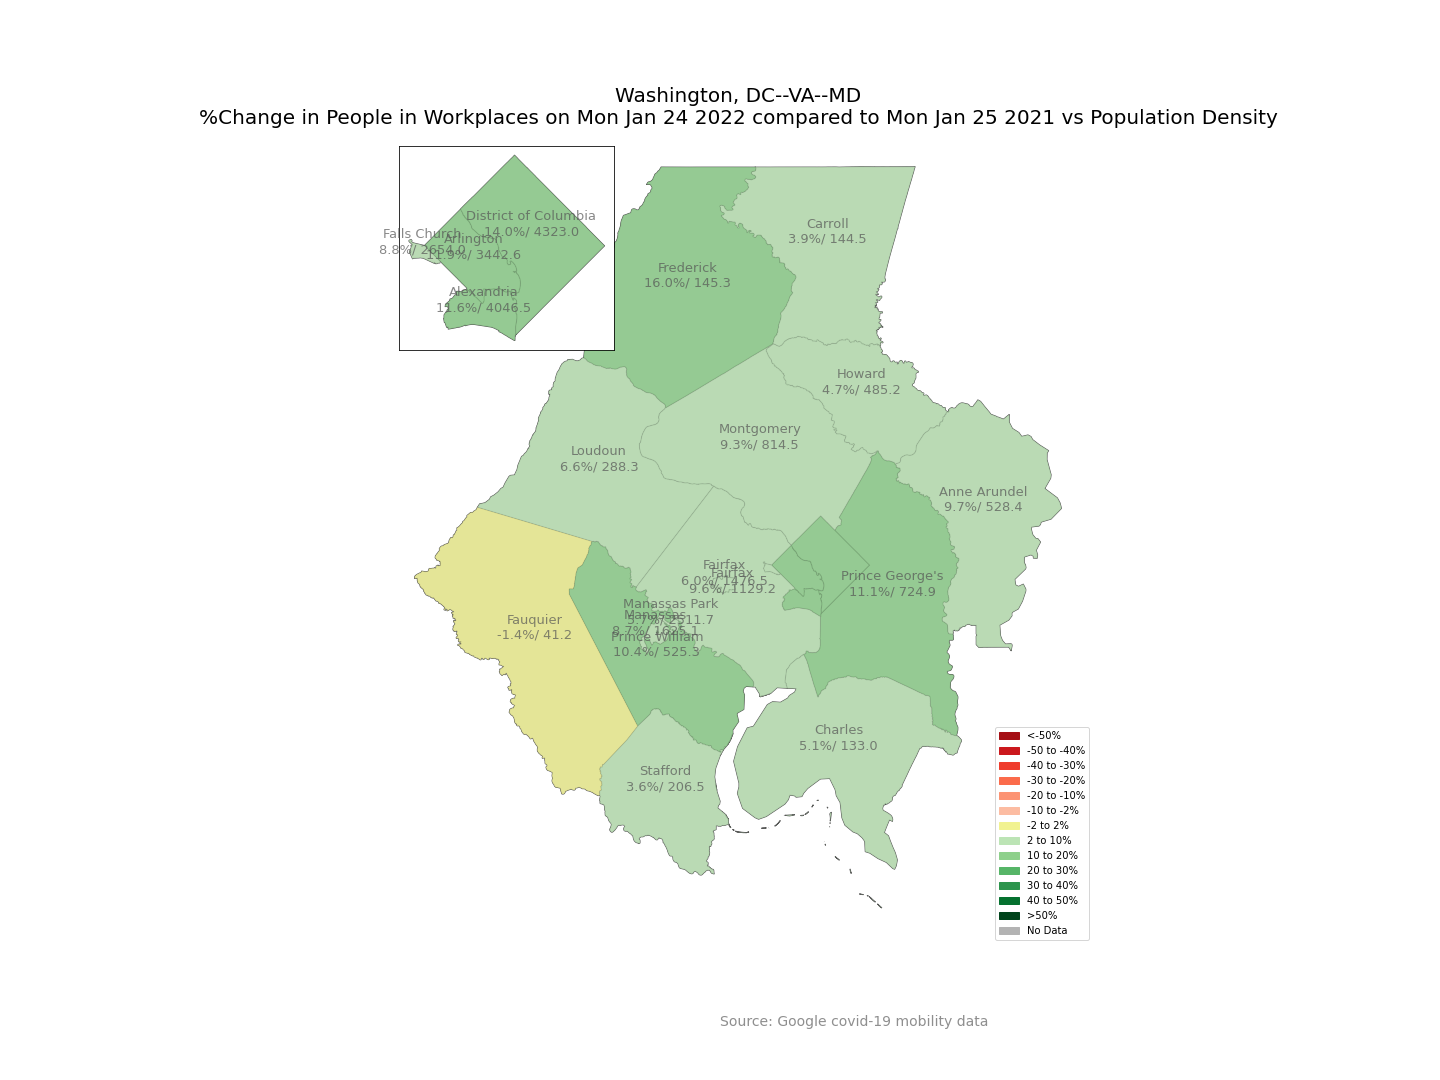 Washington, DC--VA--MD
%Change in People in Workplaces on Mon Jan 24 2022 compared to Mon Jan 25 2021 vs Population Density
District of Columbia
14.0%/ 4323.0
Falls Church
8.8%/ 2654.0
Arlington
11.9%/ 3442.6
Alexandria
11.6%/ 4046.5
Carroll
3.9%/ 144.5
Frederick
16.0%/ 145.3
Howard
4.7%/ 485.2
Montgomery
9.3%/ 814.5
Loudoun
6.6%/ 288.3
Anne Arundel
9.7%/ 528.4
Fairfax
6.0%/ 1476.5
Fairfax
9.6%/ 1129.2
Prince George's
11.1%/ 724.9
Manassas Park
5.7%/ 2511.7
Manassas
8.7%/ 1625.1
Prince William
10.4%/ 525.3
Fauquier
-1.4%/ 41.2
Charles
5.1%/ 133.0
Stafford
3.6%/ 206.5
<-50%
-50 to -40%
-40 to -30%
-30 to -20%
-20 to -10%
-10 to -2%
-2 to 2%
2 to 10%
10 to 20%
20 to 30%
30 to 40%
40 to 50%
>50%
No Data
Source: Google covid-19 mobility data